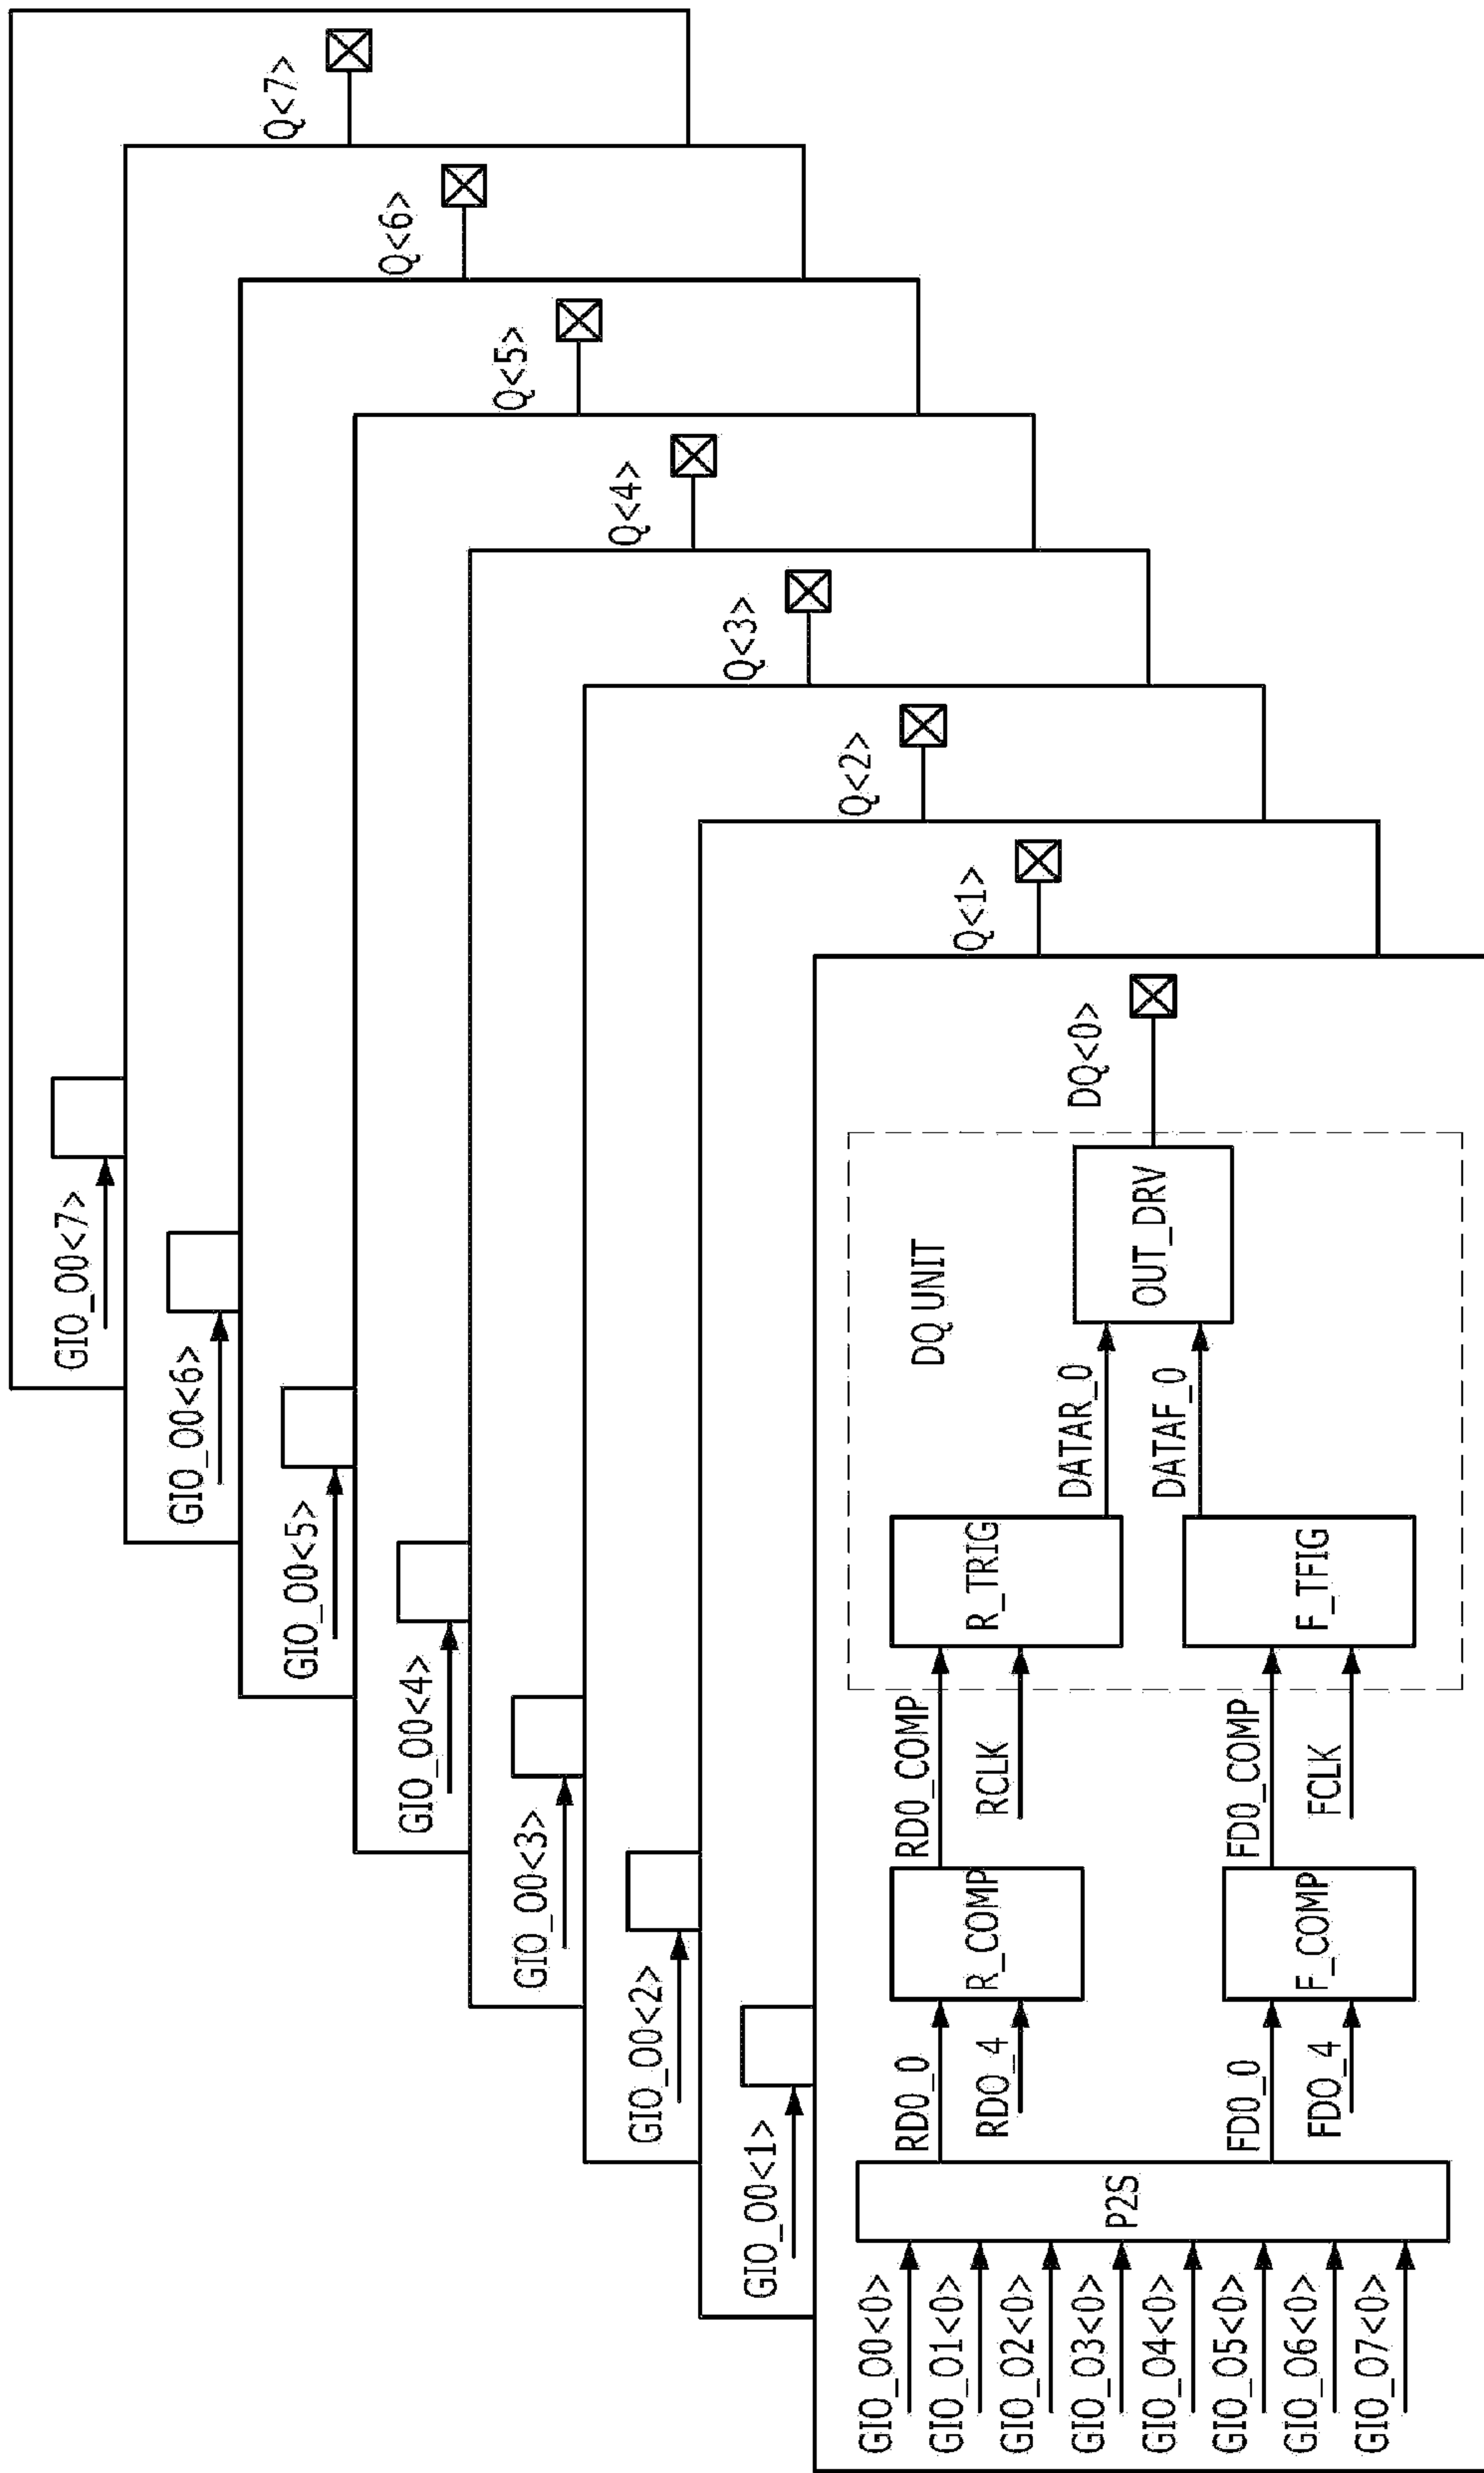 GIO_O0<0>
GIO_O1<0>
GIO_O2<0>
GIO_O3<0>
GIO_O4<0>
GIO_O5<0>
GIO_O6<0>
GIO_O7<0>
P2S
RD0_0
RDO_4
FD0_0
FDO_4
R_COMP
F_COMP
RD0_COMP
RCLK
FD0_COMP
FCLK
R_TRIG
F_TFIG
DATAR_0
DATAF_0
DQ UNIT
OUT_DRV
DQ<0>
GIO_O0<1>
Q<1>
GIO_O0<2>
Q<2>
GIO_O0<3>
Q<3>
GIO_O0<4>
Q<4>
GIO_O0<5>
Q<5>
GIO_O0<6>
Q<6>
GIO_O0<7>
Q<7>